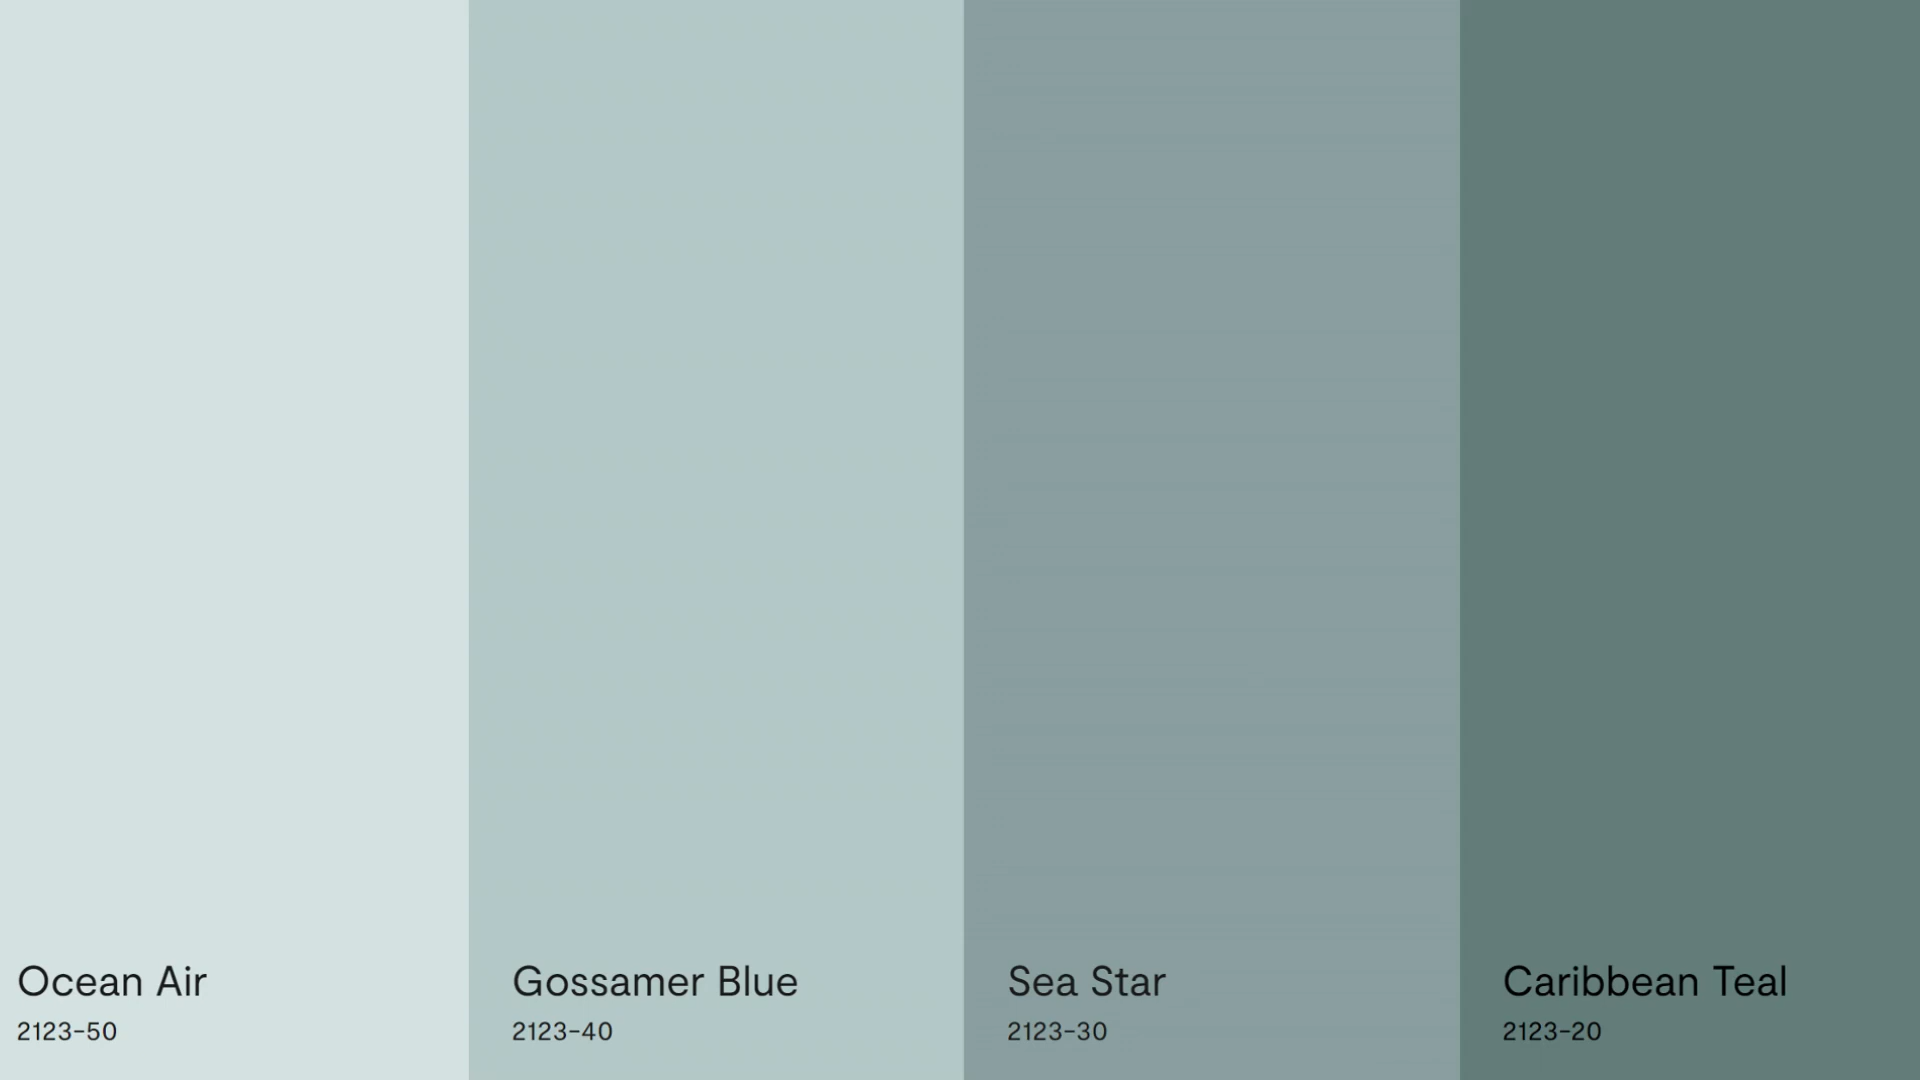 Ocean Air
2123-50
Gossamer Blue
2123-40
Sea Star
2123-30
Caribbean Teal
2123-20